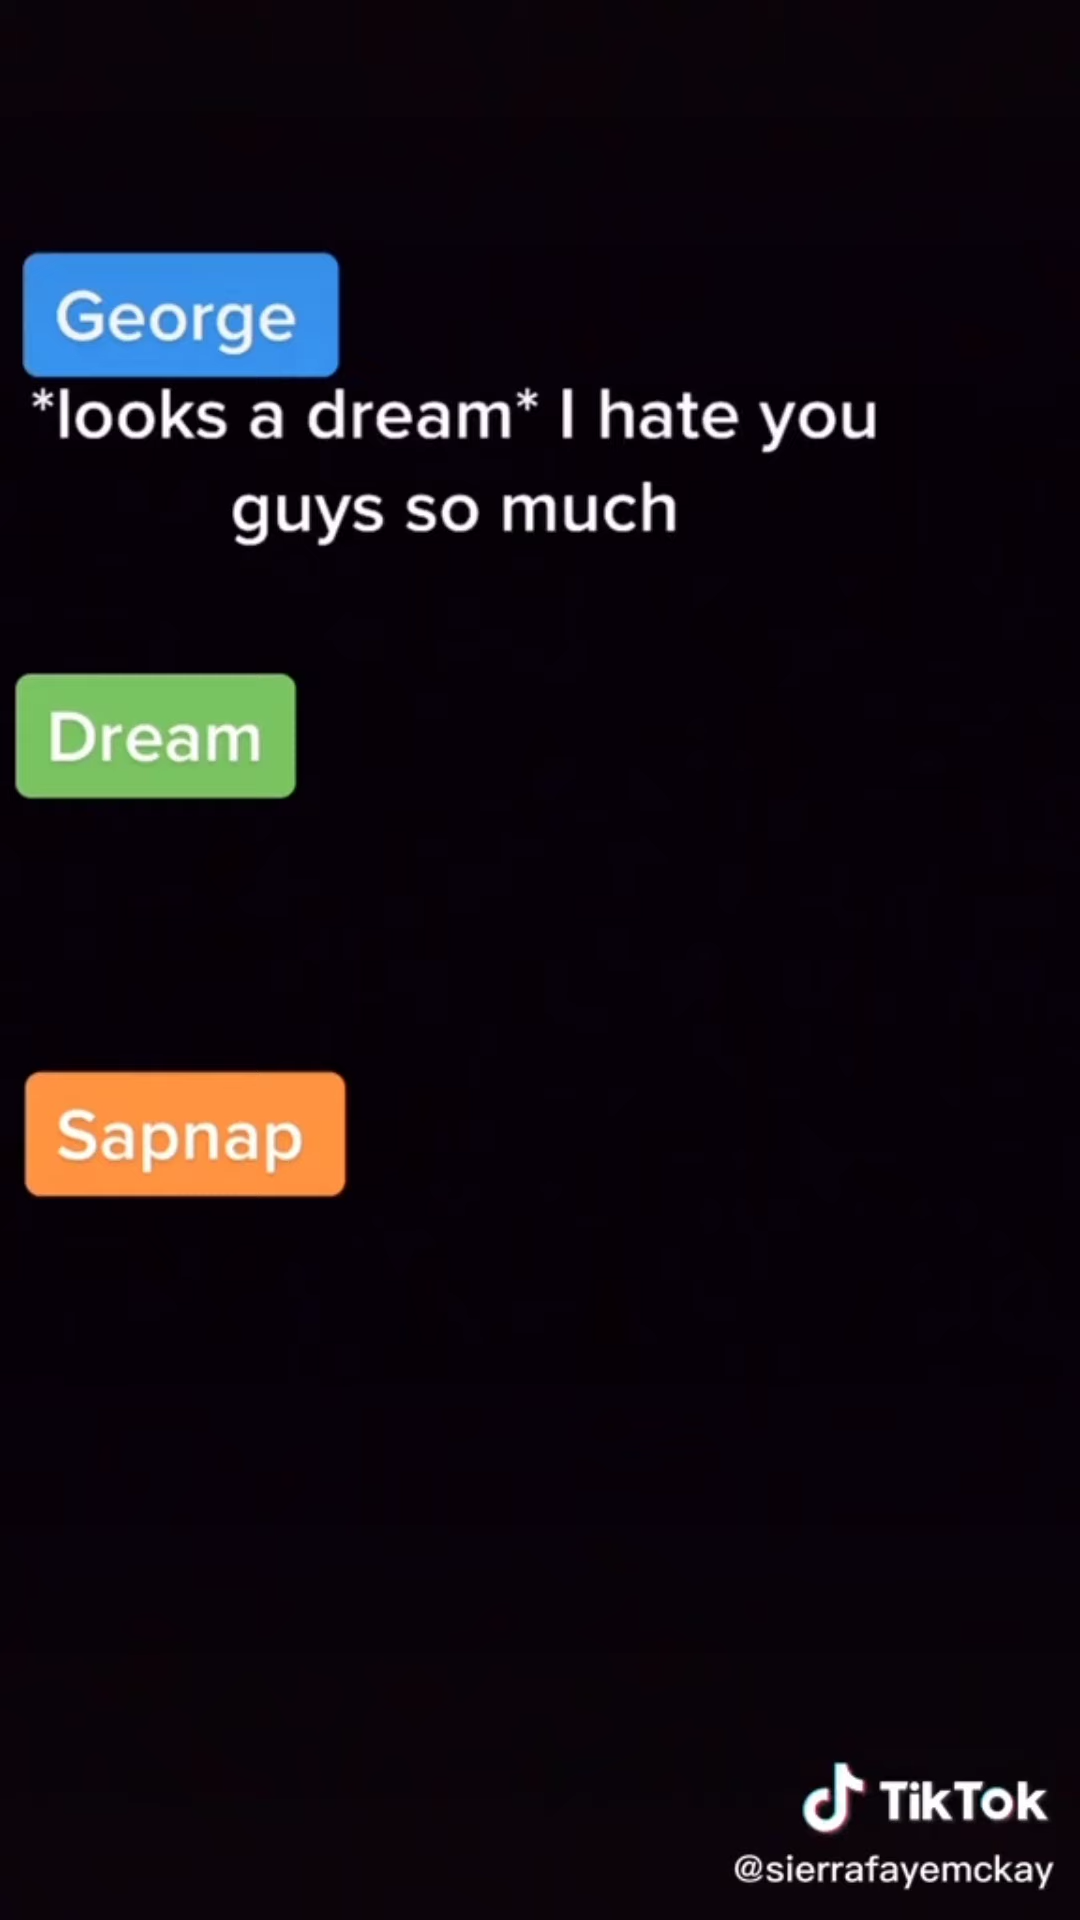 George
*looks a dream* I hate you
guys so much
Dream
Sapnap
TikTok
@sierrafayemckay